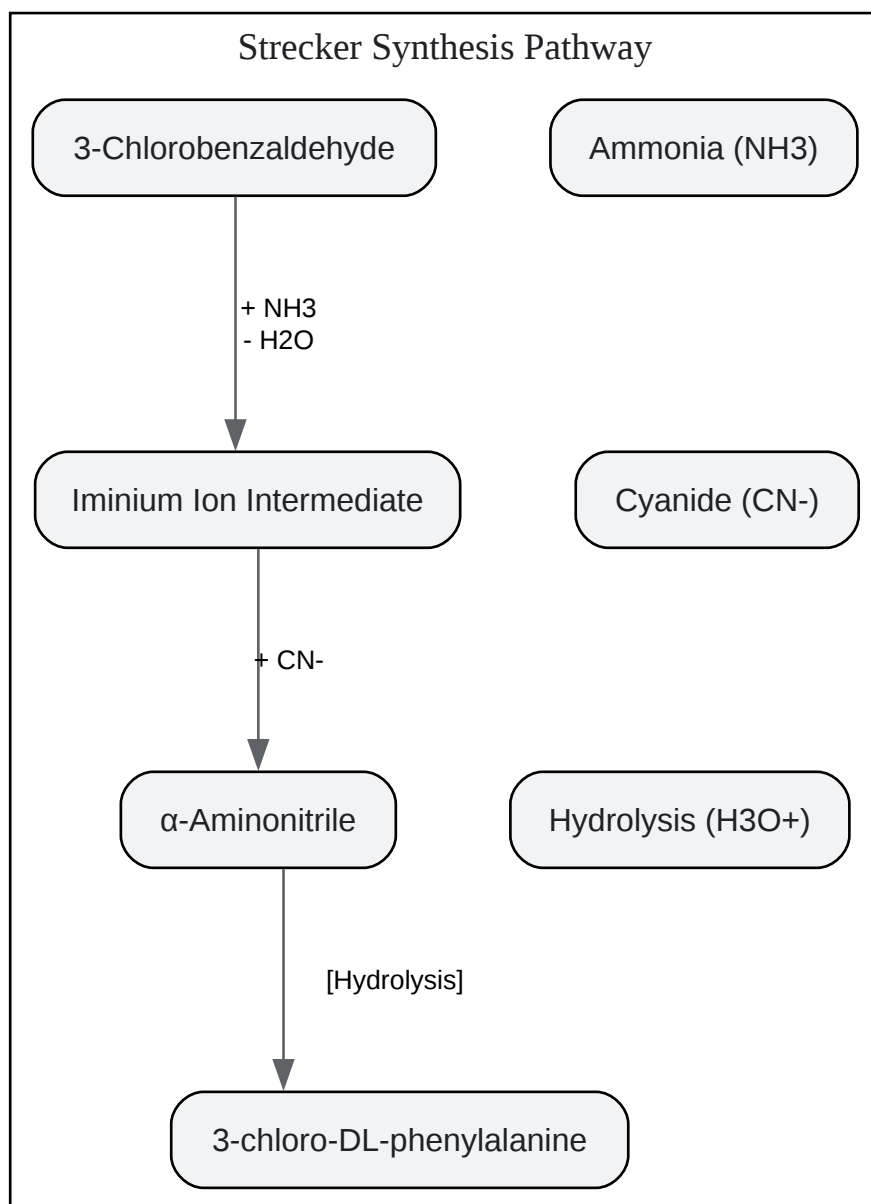 Strecker Synthesis Pathway
3-Chlorobenzaldehyde
Ammonia (NH3)
+ NH3
- H2O
Iminium Ion Intermediate
Cyanide (CN-)
+ CN-
α-Aminonitrile
Hydrolysis (H3O+)
[Hydrolysis]
3-chloro-DL-phenylalanine